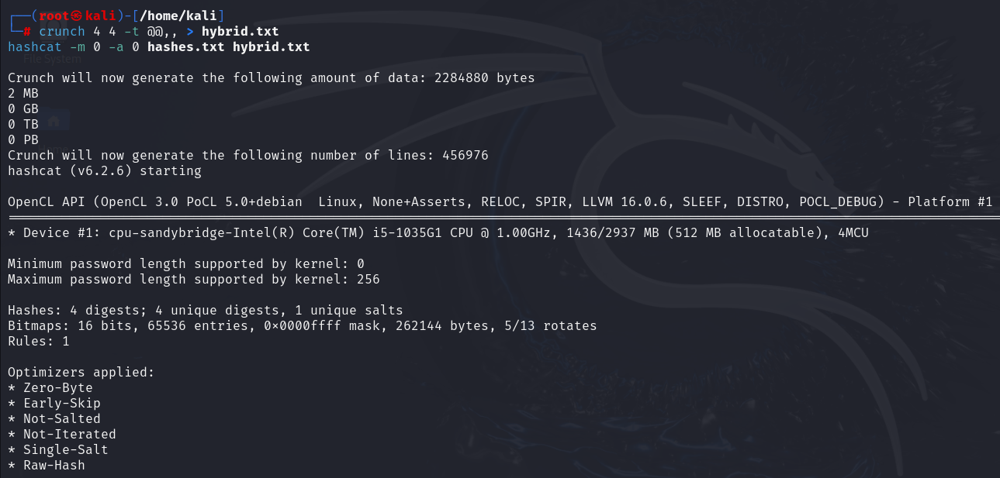 ┌──(root㉿kali)-[/home/kali]
└─# crunch 4 4 -t @@,, > hybrid.txt
hashcat -m 0 -a 0 hashes.txt hybrid.txt
File System
Crunch will now generate the following amount of data: 2284880 bytes
2 MB
0 GB
0 TB
0 PB
Home
Crunch will now generate the following number of lines: 456976
hashcat (v6.2.6) starting
OpenCL API (OpenCL 3.0 PoCL 5.0+debian  Linux, None+Asserts, RELOC, SPIR, LLVM 16.0.6, SLEEF, DISTRO, POCL_DEBUG) - Platform #1
* Device #1: cpu-sandybridge-Intel(R) Core(TM) i5-1035G1 CPU @ 1.00GHz, 1436/2937 MB (512 MB allocatable), 4MCU
Minimum password length supported by kernel: 0
Maximum password length supported by kernel: 256
Hashes: 4 digests; 4 unique digests, 1 unique salts
Bitmaps: 16 bits, 65536 entries, 0x0000ffff mask, 262144 bytes, 5/13 rotates
Rules: 1
Optimizers applied:
* Zero-Byte
* Early-Skip
* Not-Salted
* Not-Iterated
* Single-Salt
* Raw-Hash